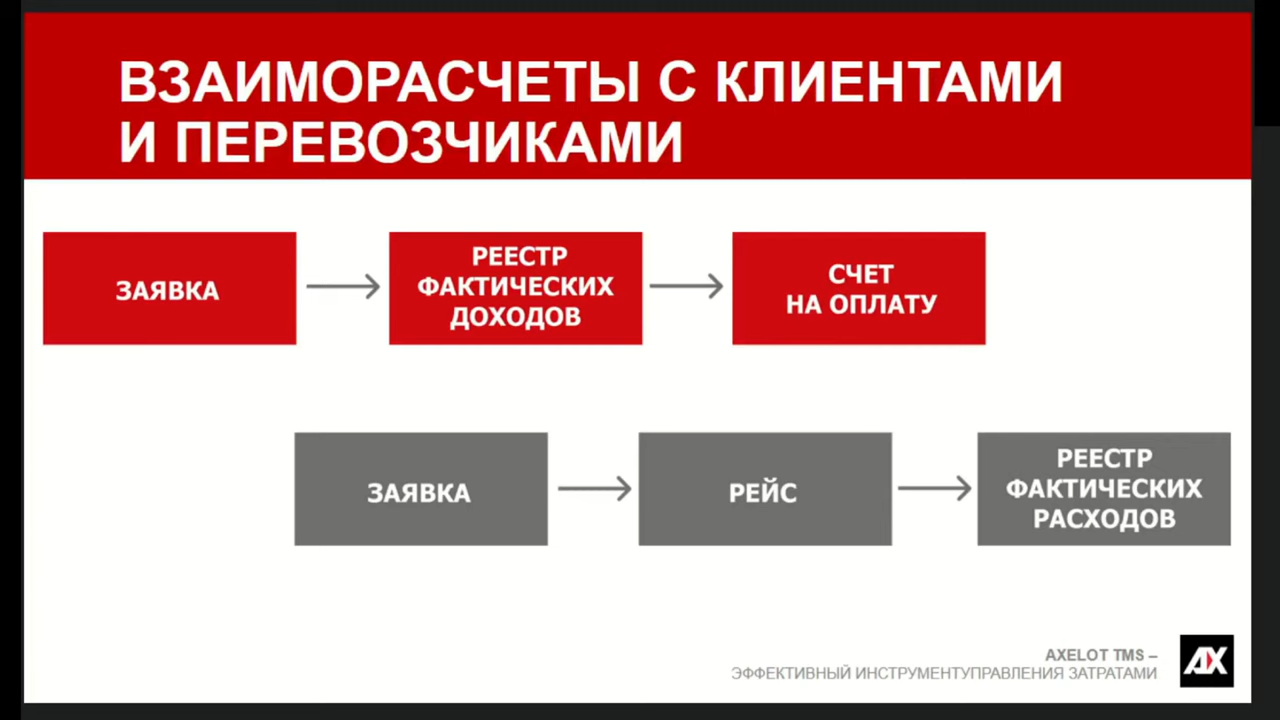 ВЗАИМОРАСЧЕТЫ С КЛИЕНТАМИ
И ПЕРЕВОЗЧИКАМИ
ЗАЯВКА
РЕЕСТР
ФАКТИЧЕСКИХ
ДОХОДОВ
СЧЕТ
НА ОПЛАТУ
ЗАЯВКА
РЕЙС
РЕЕСТР
ФАКТИЧЕСКИХ
РАСХОДОВ
AXELOT TMS –
ЭФФЕКТИВНЫЙ ИНСТРУМЕНТУПРАВЛЕНИЯ ЗАТРАТАМИ
AX